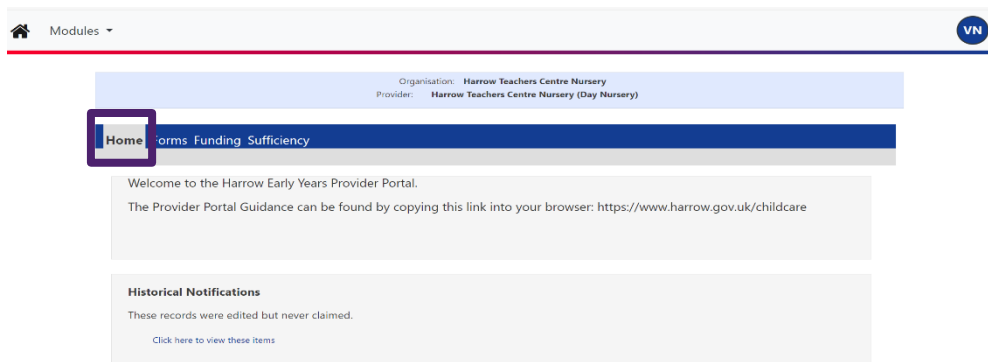 Modules
VN
Organisation: Harrow Teachers Centre Nursery
Provider: Harrow Teachers Centre Nursery (Day Nursery)
Home Forms Funding Sufficiency
Welcome to the Harrow Early Years Provider Portal.
The Provider Portal Guidance can be found by copying this link into your browser: https://www.harrow.gov.uk/childcare
Historical Notifications
These records were edited but never claimed.
Click here to view these items